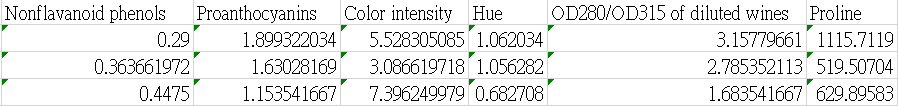 Nonflavanoid phenols Proanthocyanins Color intensity Hue OD280/OD315 of diluted wines Proline
0.29 1.899322034 5.528305085 1.062034 3.15779661 1115.7119
0.363661972 1.63028169 3.086619718 1.056282 2.785352113 519.50704
0.4475 1.153541667 7.396249979 0.682708 1.683541667 629.89583